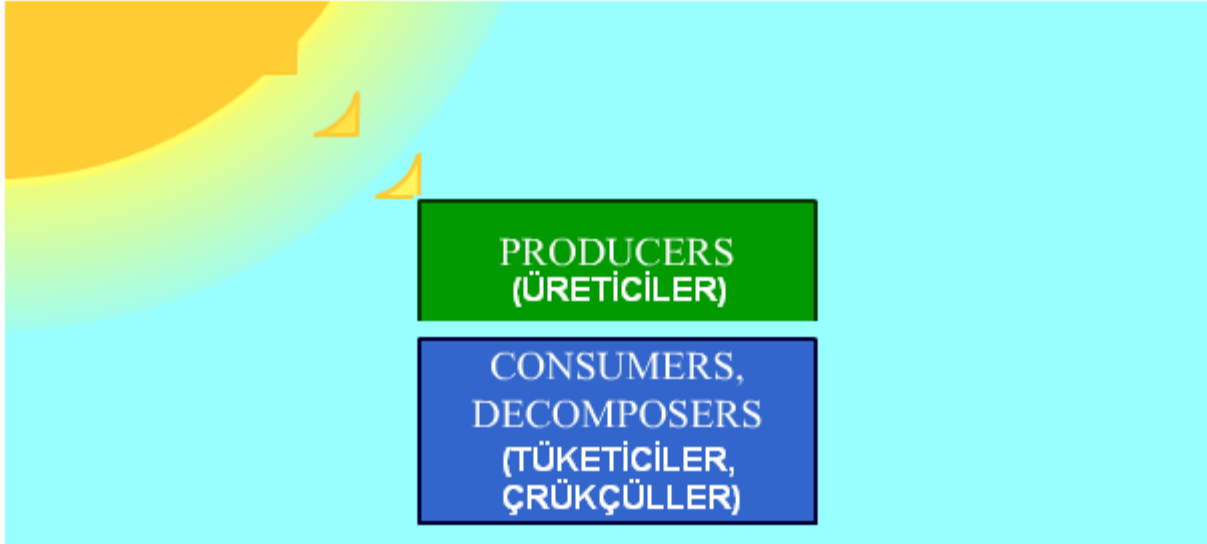 PRODUCERS
(ÜRETİCİLER)
CONSUMERS,
DECOMPOSERS
(TÜKETİCİLER,
ÇRÜKÇÜLLER)